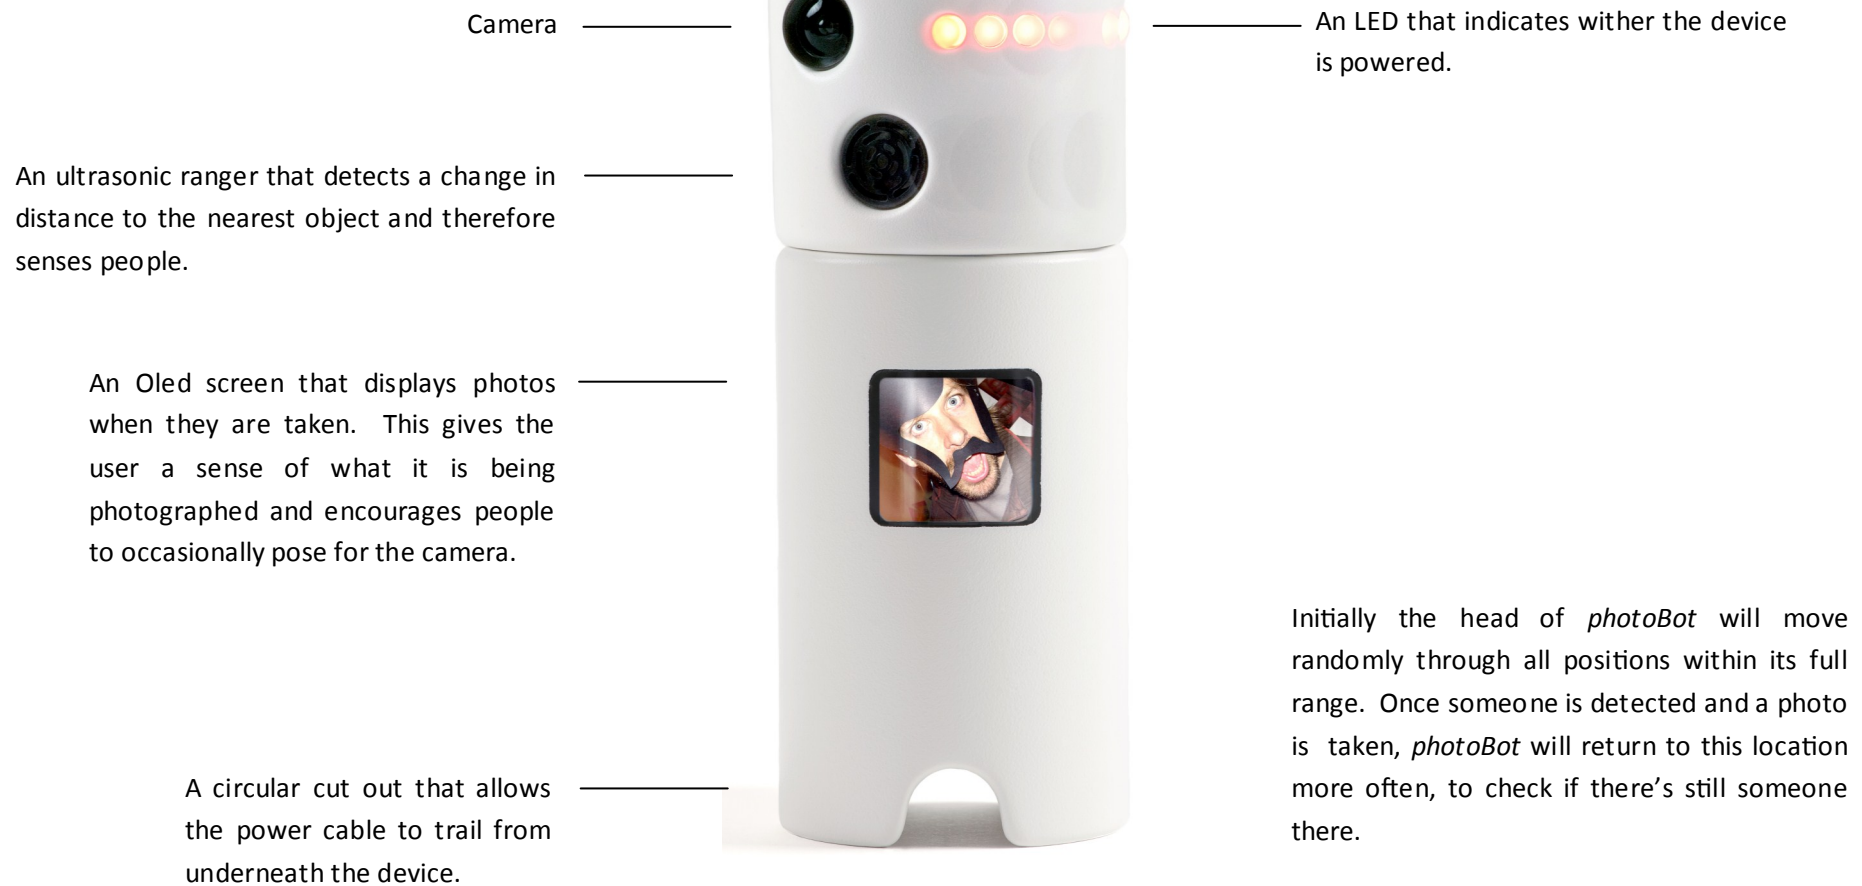 Camera
An LED that indicates wither the device
is powered.
An ultrasonic ranger that detects a change in
distance to the nearest object and therefore
senses people.
An Oled screen that displays photos
when they are taken. This gives the
user a sense of what it is being
photographed and encourages people
to occasionally pose for the camera.
Initially the head of photoBot will move
randomly through all positions within its full
range. Once someone is detected and a photo
is taken, photoBot will return to this location
more often, to check if there's still someone
there.
A circular cut out that allows
the power cable to trail from
underneath the device.